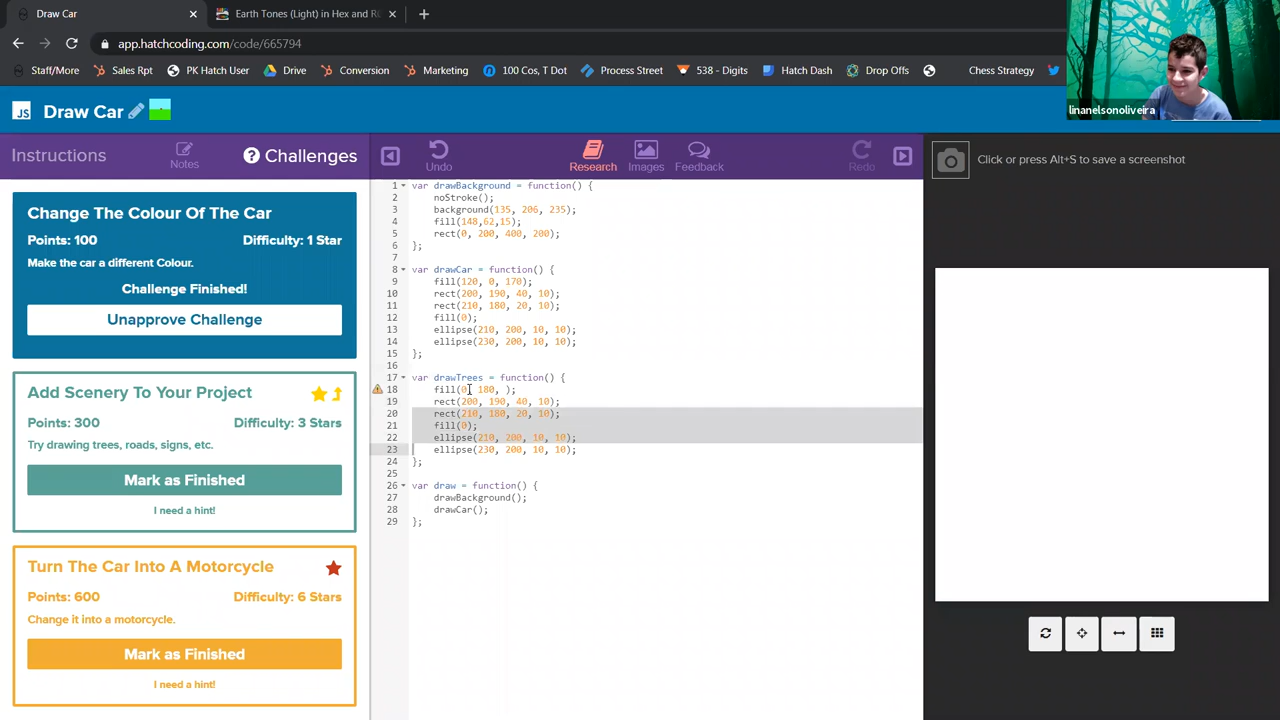 Draw Car
Earth Tones (Light) in Hex and RG
app.hatchcoding.com/code/665794
Staff/More
Sales Rpt
PK Hatch User
Drive
Conversion
Marketing
100 Cos, T Dot
Process Street
538 - Digits
Hatch Dash
Drop Offs
Chess Strategy
linanelsonoliveira
JS
Draw Car
Instructions
Notes
? Challenges
Undo
Research
Images
Feedback
Redo
Click or press Alt+S to save a screenshot
Change The Colour Of The Car
Points: 100
Difficulty: 1 Star
Make the car a different Colour.
Challenge Finished!
Unapprove Challenge
Add Scenery To Your Project
Points: 300
Difficulty: 3 Stars
Try drawing trees, roads, signs, etc.
Mark as Finished
I need a hint!
Turn The Car Into A Motorcycle
Points: 600
Difficulty: 6 Stars
Change it into a motorcycle.
Mark as Finished
I need a hint!
1 var drawBackground = function() {
2 noStroke();
3 background(135, 206, 235);
4 fill(148,62,15);
5 rect(0, 200, 400, 200);
6 };
7
8 var drawCar = function() {
9 fill(120, 0, 170);
10 rect(200, 190, 40, 10);
11 rect(210, 180, 20, 10);
12 fill(0);
13 ellipse(210, 200, 10, 10);
14 ellipse(230, 200, 10, 10);
15 };
16
17 var drawTrees = function() {
18 fill(0, 180, );
19 rect(200, 190, 40, 10);
20 rect(210, 180, 20, 10);
21 fill(0);
22 ellipse(210, 200, 10, 10);
23 ellipse(230, 200, 10, 10);
24 };
25
26 var draw = function() {
27 drawBackground();
28 drawCar();
29 };